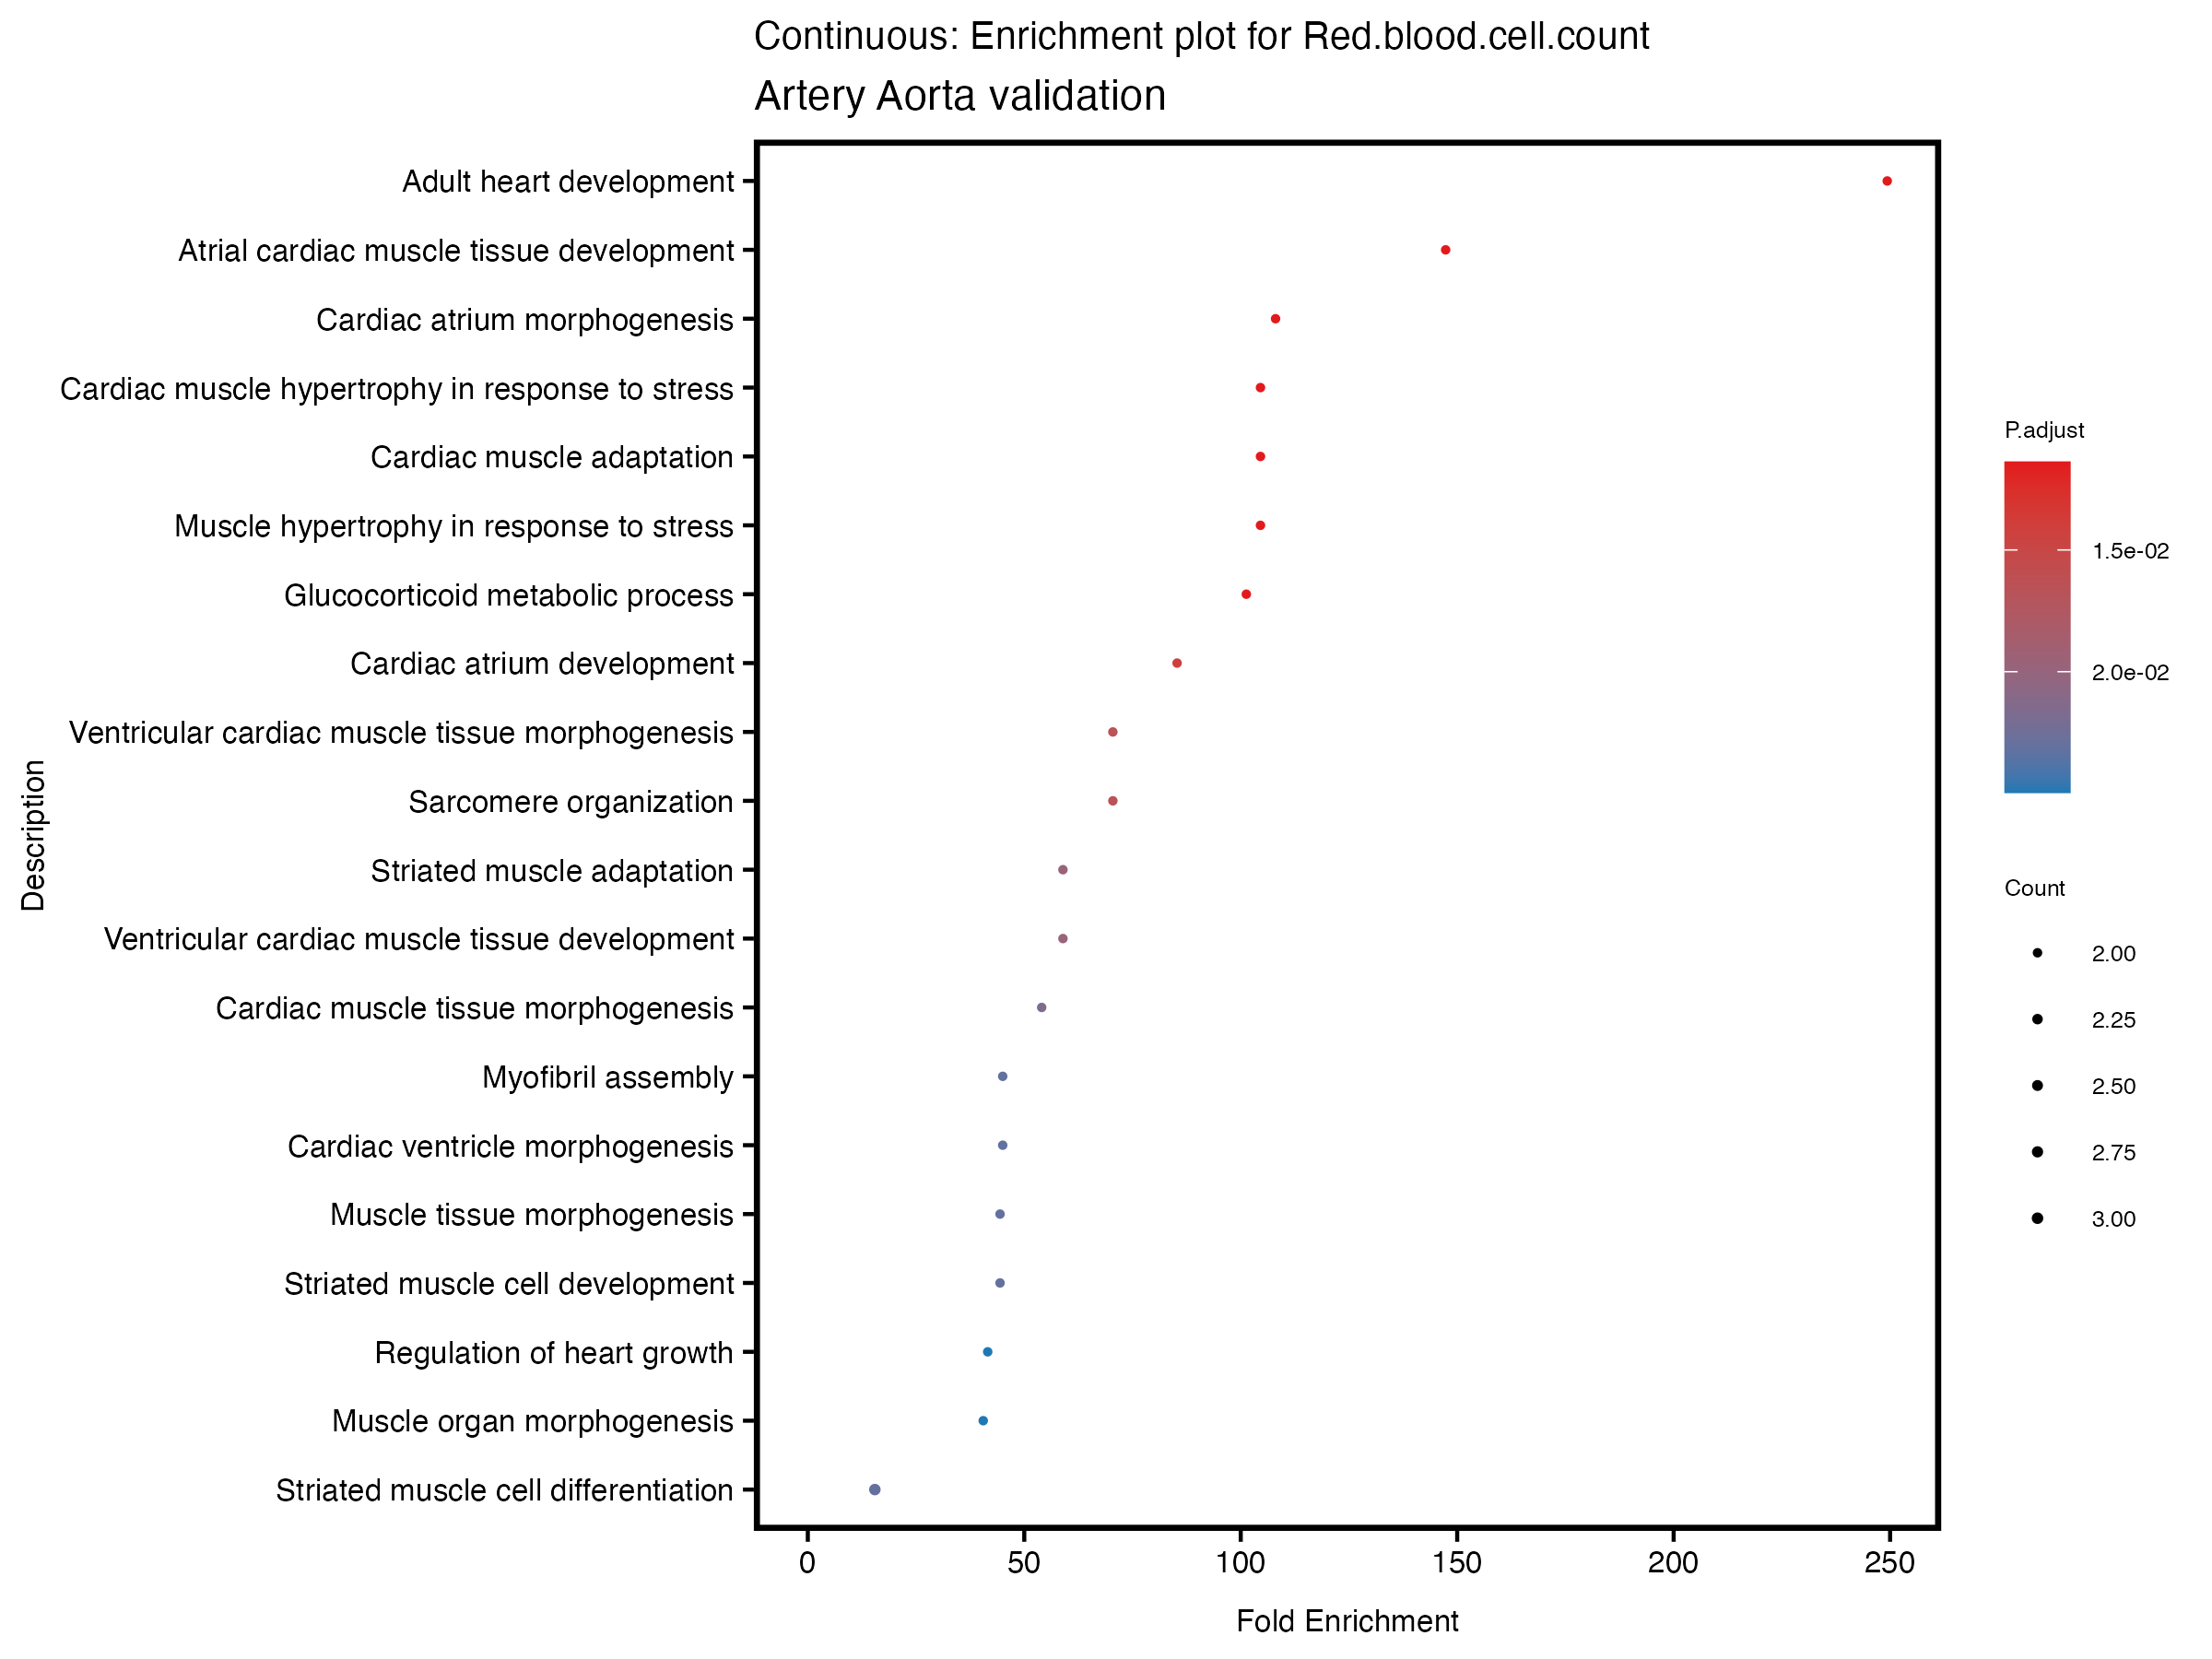 Continuous: Enrichment plot for Red.blood.cell.count
Artery Aorta validation
Adult heart development
Atrial cardiac muscle tissue development
Cardiac atrium morphogenesis
Cardiac muscle hypertrophy in response to stress
Cardiac muscle adaptation
Muscle hypertrophy in response to stress
Glucocorticoid metabolic process
Cardiac atrium development
Ventricular cardiac muscle tissue morphogenesis
Sarcomere organization
Striated muscle adaptation
Ventricular cardiac muscle tissue development
Cardiac muscle tissue morphogenesis
Myofibril assembly
Cardiac ventricle morphogenesis
Muscle tissue morphogenesis
Striated muscle cell development
Regulation of heart growth
Muscle organ morphogenesis
Striated muscle cell differentiation
Description
0 50 100 150 200 250
Fold Enrichment
P.adjust
1.5e-02
2.0e-02
Count
2.00
2.25
2.50
2.75
3.00